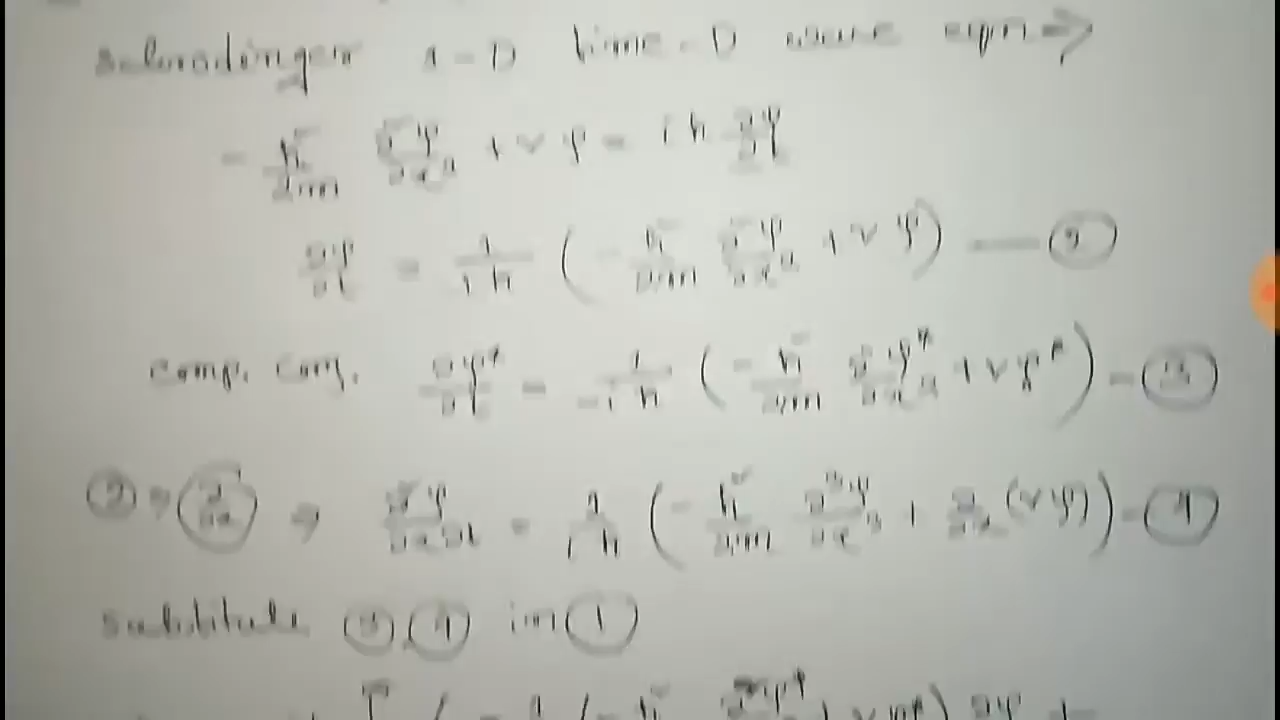 schrodinger 1-D time-D wave eqn ⇒
- ħ²/2m ∂²ψ/∂x² + vψ = iħ ∂ψ/∂t
∂ψ/∂t = 1/iħ ( - ħ²/2m ∂²ψ/∂x² + vψ ) — ②
comp. conj. ∂ψ*/∂t = 1/-iħ ( - ħ²/2m ∂²ψ*/∂x² + vψ* ) - ③
② ⇒ ∂/∂x ⇒ ∂²ψ/∂x∂t = 1/iħ ( - ħ²/2m ∂³ψ/∂x³ + ∂/∂x (vψ) ) - ④
substitute ③, ④ in ①